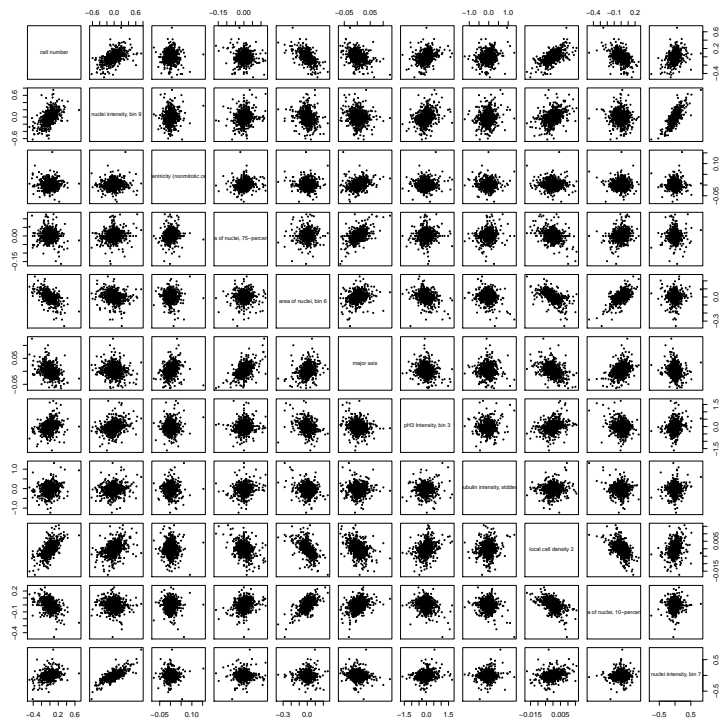 −0.6 0.0 0.6
−0.15 0.00
−0.05 0.05
−1.0 0.0 1.0
−0.4 −0.1 0.2
cell number
−0.4 0.2 0.6
−0.6 0.0 0.6
nuclei intensity, bin 9
entricity (nonmitotic ce
−0.05 0.10
−0.15 0.00
a of nuclei, 75−percen
area of nuclei, bin 6
−0.3 0.0
−0.05 0.05
major axis
pH3 Intensity, bin 3
−1.5 0.0 1.5
−1.0 0.0 1.0
ubulin intensity, stddev
local cell density 2
−0.015 0.005
−0.4 −0.1 0.2
a of nuclei, 10−percen
nuclei intensity, bin 7
−0.5 0.5
−0.4 0.2 0.6
−0.05 0.10
−0.3 0.0
−1.5 0.0 1.5
−0.015 0.005
−0.5 0.5